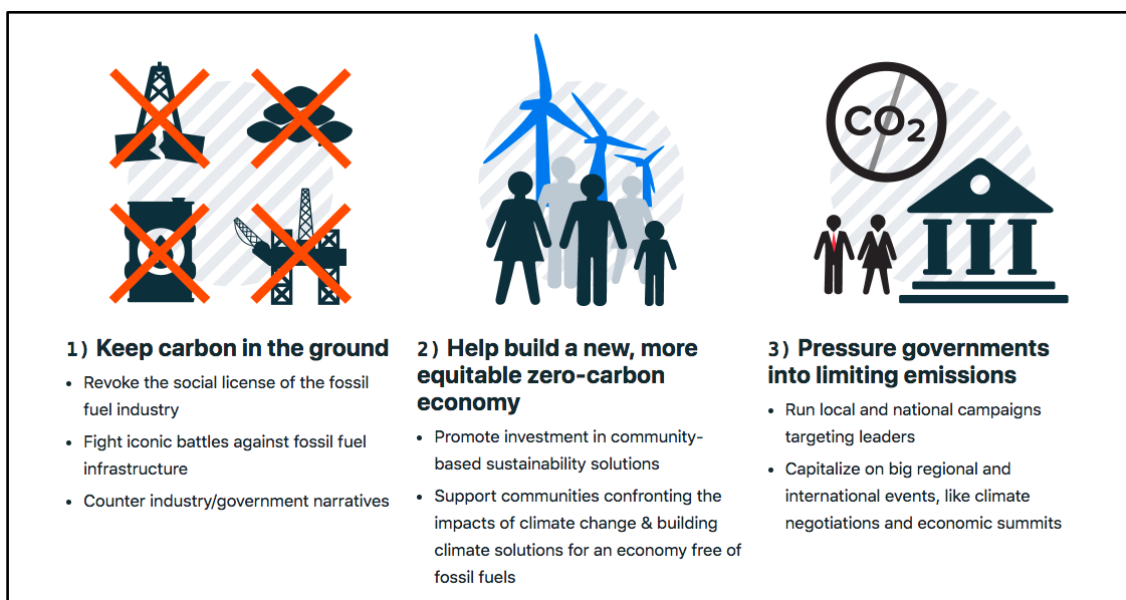 CO₂
1) Keep carbon in the ground
• Revoke the social license of the fossil
fuel industry
• Fight iconic battles against fossil fuel
infrastructure
• Counter industry/government narratives
2) Help build a new, more
equitable zero-carbon
economy
• Promote investment in community-
based sustainability solutions
• Support communities confronting the
impacts of climate change & building
climate solutions for an economy free of
fossil fuels
3) Pressure governments
into limiting emissions
• Run local and national campaigns
targeting leaders
• Capitalize on big regional and
international events, like climate
negotiations and economic summits